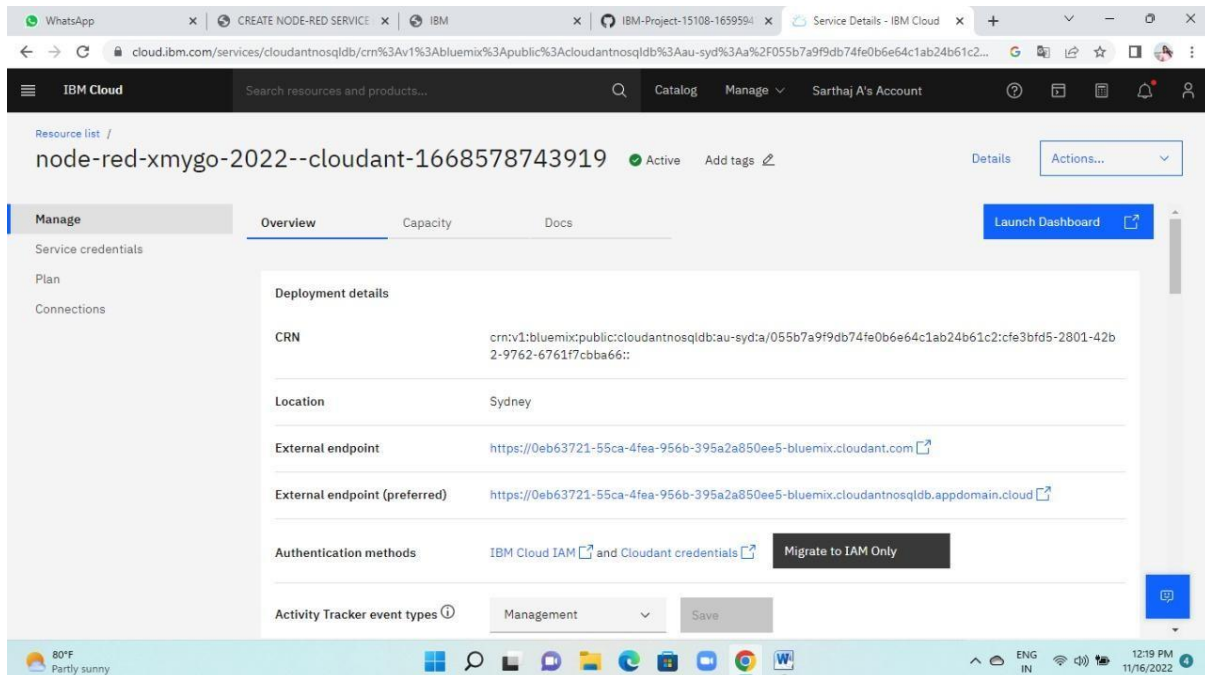 WhatsApp
CREATE NODE-RED SERVICE
IBM
IBM-Project-15108-1659594
Service Details - IBM Cloud
cloud.ibm.com/services/cloudantnosqldb/crn%3Av1%3Abluemix%3Apublic%3Acloudantnosqldb%3Aau-syd%3Aa%2F055b7a9f9db74fe0b6e64c1ab24b61c2...
IBM Cloud
Search resources and products...
Catalog
Manage
Sarthaj A's Account
Resource list /
node-red-xmygo-2022--cloudant-1668578743919
Active
Add tags
Details
Actions...
Manage
Service credentials
Plan
Connections
Overview
Capacity
Docs
Launch Dashboard
Deployment details
CRN
crn:v1:bluemix:public:cloudantnosqldb:au-syd:a/055b7a9f9db74fe0b6e64c1ab24b61c2:cfe3bfd5-2801-42b
2-9762-6761f7cbba66::
Location
Sydney
External endpoint
https://0eb63721-55ca-4fea-956b-395a2a850ee5-bluemix.cloudant.com
External endpoint (preferred)
https://0eb63721-55ca-4fea-956b-395a2a850ee5-bluemix.cloudantnosqldb.appdomain.cloud
Authentication methods
IBM Cloud IAM and Cloudant credentials
Migrate to IAM Only
Activity Tracker event types
Management
Save
80°F
Partly sunny
ENG
IN
12:19 PM
11/16/2022
4